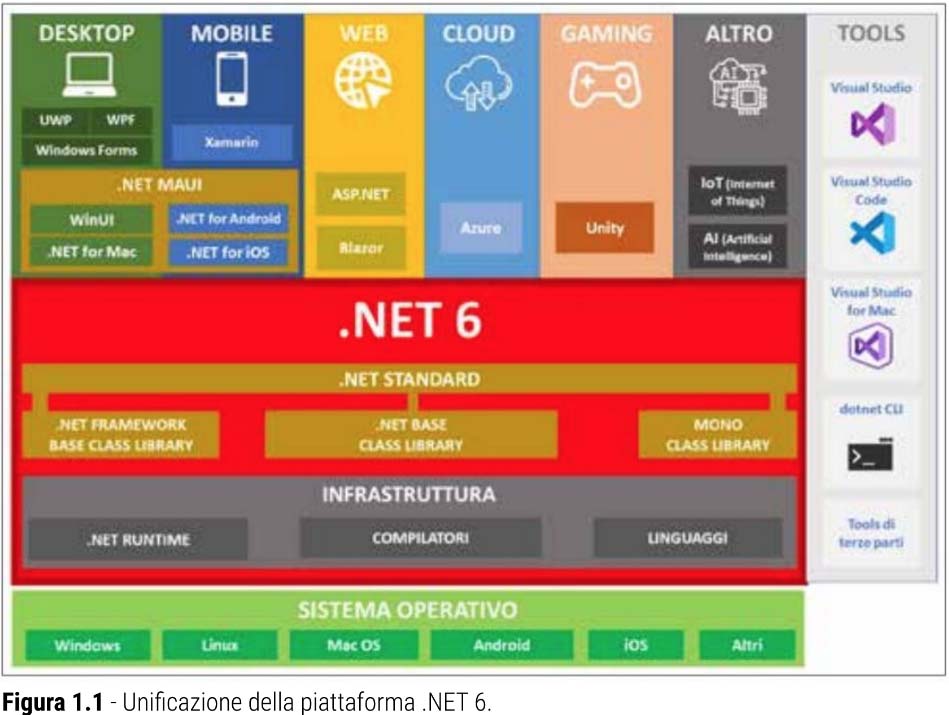 DESKTOP
MOBILE
WEB
CLOUD
GAMING
ALTRO
TOOLS
AI
UWP
WPF
Windows Forms
Xamarin
.NET MAUI
WinUI
.NET for Android
.NET for Mac
.NET for iOS
ASP.NET
Blazor
Azure
Unity
IoT (Internet
of Things)
AI (Artificial
Intelligence)
Visual Studio
Visual Studio
Code
Visual Studio
for Mac
dotnet CLI
>_
Tools di
terze parti
.NET 6
.NET STANDARD
.NET FRAMEWORK
BASE CLASS LIBRARY
.NET BASE
CLASS LIBRARY
MONO
CLASS LIBRARY
INFRASTRUTTURA
.NET RUNTIME
COMPILATORI
LINGUAGGI
SISTEMA OPERATIVO
Windows
Linux
Mac OS
Android
iOS
Altri
Figura 1.1 - Unificazione della piattaforma .NET 6.